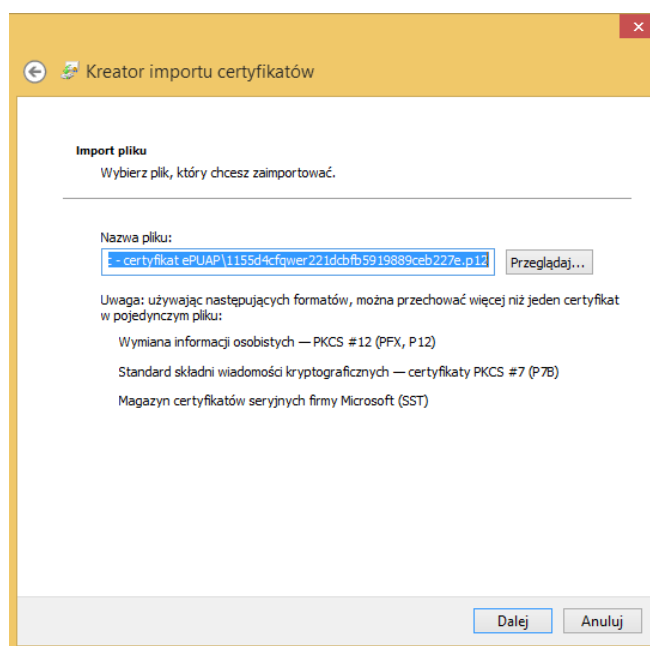 Kreator importu certyfikatów
Import pliku
Wybierz plik, który chcesz zaimportować.
Nazwa pliku:
- certyfikat ePUAP\1155d4cfqwer221dcbfb5919889ceb227e.p12
Przeglądaj...
Uwaga: używając następujących formatów, można przechować więcej niż jeden certyfikat
w pojedynczym pliku:
Wymiana informacji osobistych — PKCS #12 (PFX, P12)
Standard składni wiadomości kryptograficznych — certyfikaty PKCS #7 (P7B)
Magazyn certyfikatów seryjnych firmy Microsoft (SST)
Dalej
Anuluj